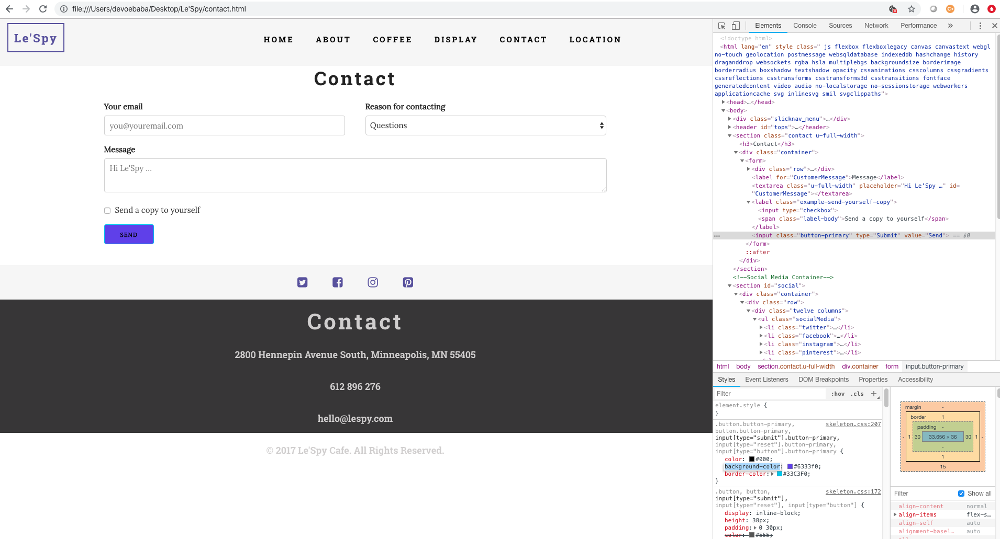 file:///Users/devoebaba/Desktop/Le'Spy/contact.html
Le'Spy
HOME ABOUT COFFEE DISPLAY CONTACT LOCATION
Contact
Your email Reason for contacting
you@youremail.com Questions
Message
Hi Le'Spy ...
Send a copy to yourself
SEND
Contact
2800 Hennepin Avenue South, Minneapolis, MN 55405
612 896 276
hello@lespy.com
© 2017 Le'Spy Cafe. All Rights Reserved.
Elements Console Sources Network Performance »
<!doctype html>
<html lang="en" style class=" js flexbox flexboxlegacy canvas canvastext webgl
no-touch geolocation postmessage websqldatabase indexeddb hashchange history
draganddrop websockets rgba hsla multiplebgs backgroundsize borderimage
borderradius boxshadow textshadow opacity cssanimations csscolumns cssgradients
cssreflections csstransforms csstransforms3d csstransitions fontface
generatedcontent video audio no-localstorage no-sessionstorage webworkers
applicationcache svg inlinesvg smil svgclippaths">
<head>…</head>
<body>
<div class="slicknav_menu">…</div>
<header id="tops">…</header>
<section class="contact u-full-width">
<h3>Contact</h3>
<div class="container">
<form>
<div class="row">…</div>
<label for="CustomerMessage">Message</label>
<textarea class="u-full-width" placeholder="Hi Le'Spy …" id=
"CustomerMessage"></textarea>
<label class="example-send-yourself-copy">
<input type="checkbox">
<span class="label-body">Send a copy to yourself</span>
</label>
<input class="button-primary" type="Submit" value="Send"> == $0
</form>
::after
</div>
</section>
<!--Social Media Container-->
<section id="social">
<div class="container">
<div class="row">
<div class="twelve columns">
<ul class="socialMedia">
<li class="twitter">…</li>
<li class="facebook">…</li>
<li class="instagram">…</li>
<li class="pinterest">…</li>
html body section.contact.u-full-width div.container form input.button-primary
Styles Event Listeners DOM Breakpoints Properties Accessibility
Filter :hov .cls +
element.style {
}
.button.button-primary, skeleton.css:207
button.button-primary,
input[type="submit"].button-primary,
input[type="reset"].button-primary,
input[type="button"].button-primary {
color: #000;
background-color: #6333f0;
border-color: #33C3F0;
}
.button, button, skeleton.css:172
input[type="submit"],
input[type="reset"], input[type="button"] {
display: inline-block;
height: 38px;
padding: 0 30px;
color: #555;
margin -
border 1
padding -
- 1 30 33.656 × 36 30 1 -
-
1
15
Filter Show all
align-content normal
align-items flex-s…
align-self auto
alignment-basel… auto